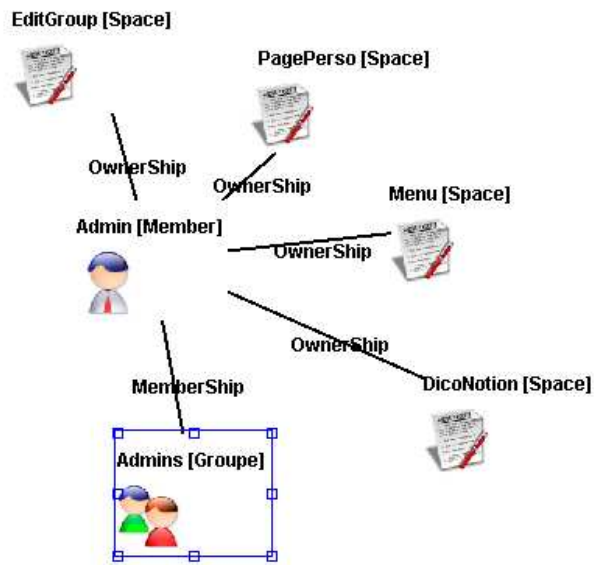 EditGroup [Space]
PagePerso [Space]
OwnerShip
OwnerShip
Menu [Space]
Admin [Member]
OwnerShip
OwnerShip
DicoNotion [Space]
MemberShip
Admins [Groupe]